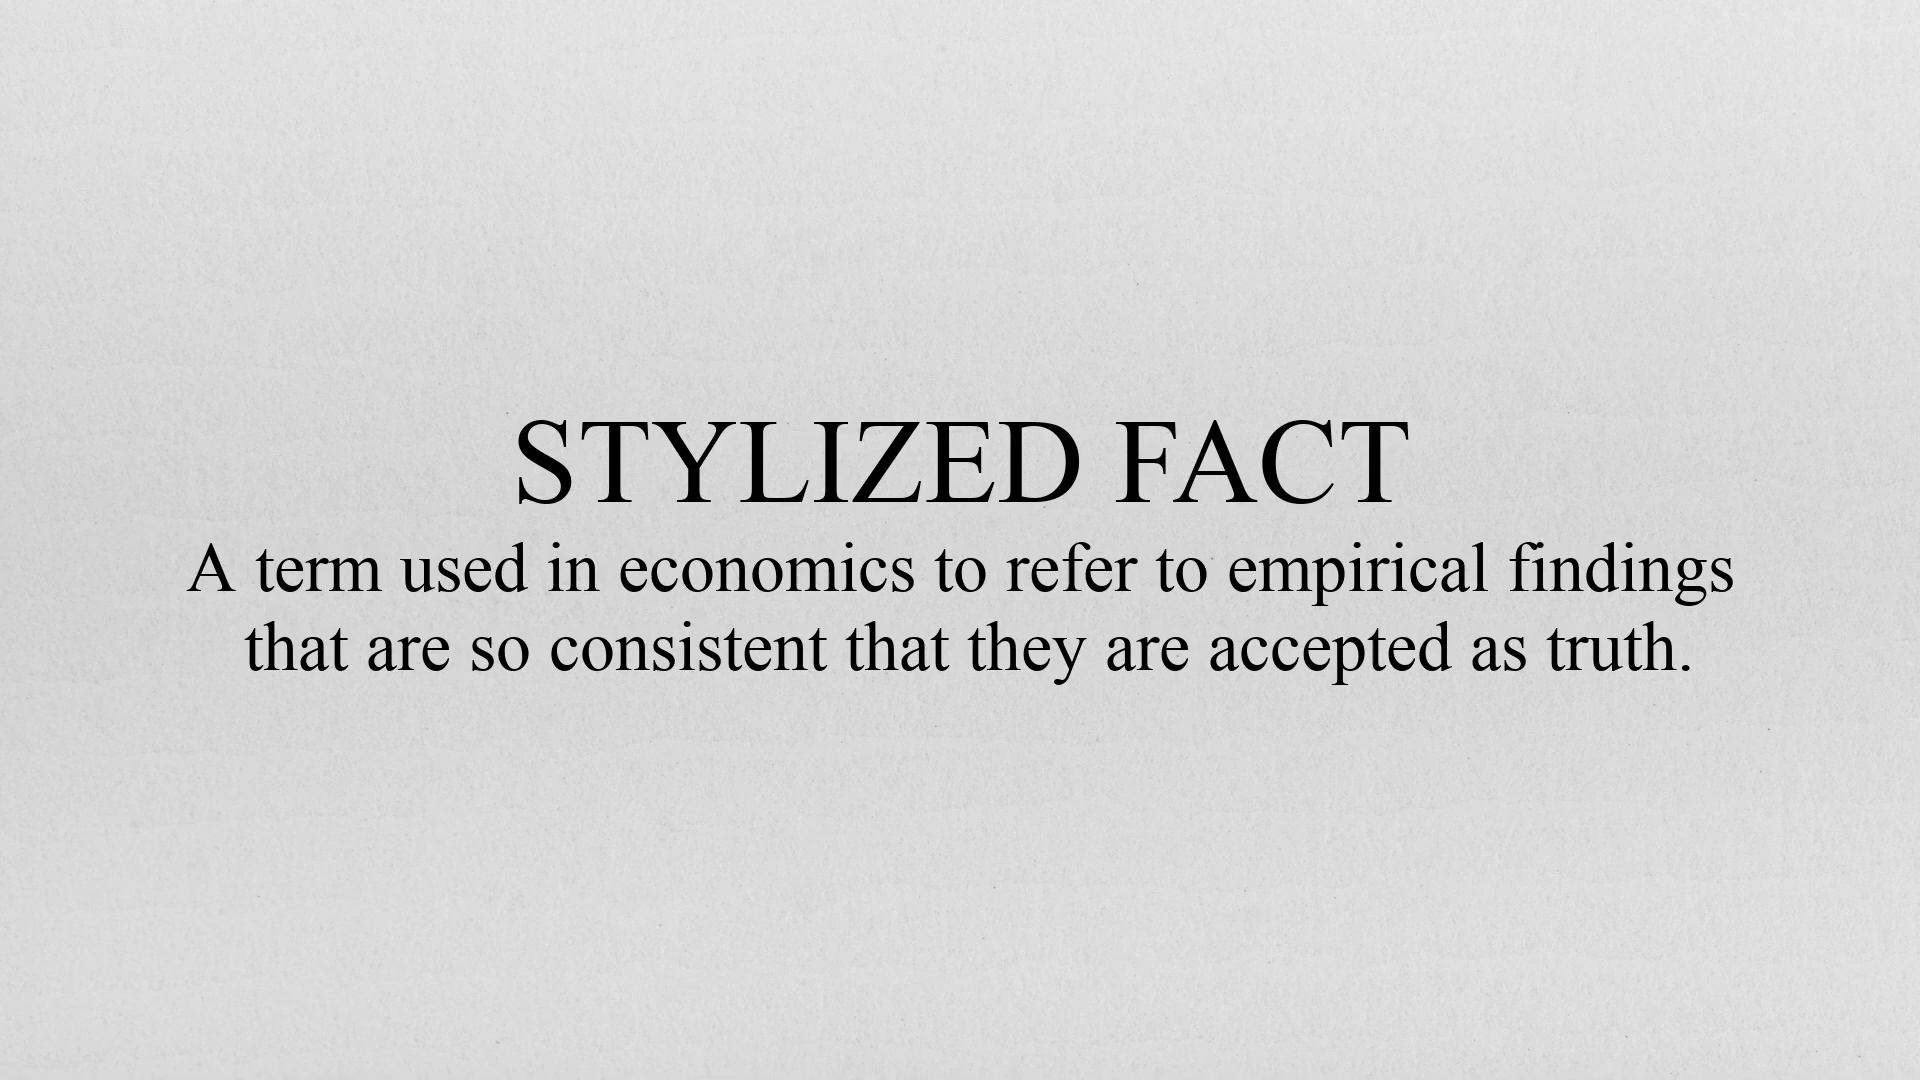 STYLIZED FACT
A term used in economics to refer to empirical findings
that are so consistent that they are accepted as truth.